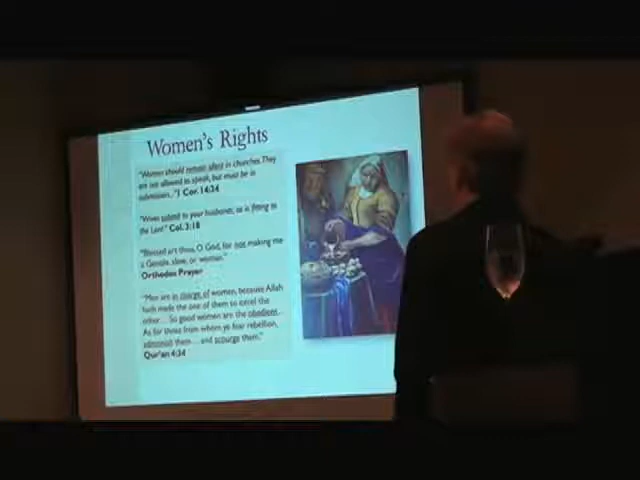 Women's Rights
"Women should remain silent in churches. They
are not allowed to speak, but must be in
submission..." 1 Cor. 14:34
"Wives submit to your husbands, as is fitting to
the Lord." Col. 3:18
"Blessed art thou, O God, for not making me
a Gentile, slave, or woman."
Orthodox Prayer
"Men are in charge of women, because Allah
hath made the one of them to excel the
other... So good women are the obedient...
As for those from whom ye fear rebellion,
admonish them... and scourge them."
Qur'an 4:34